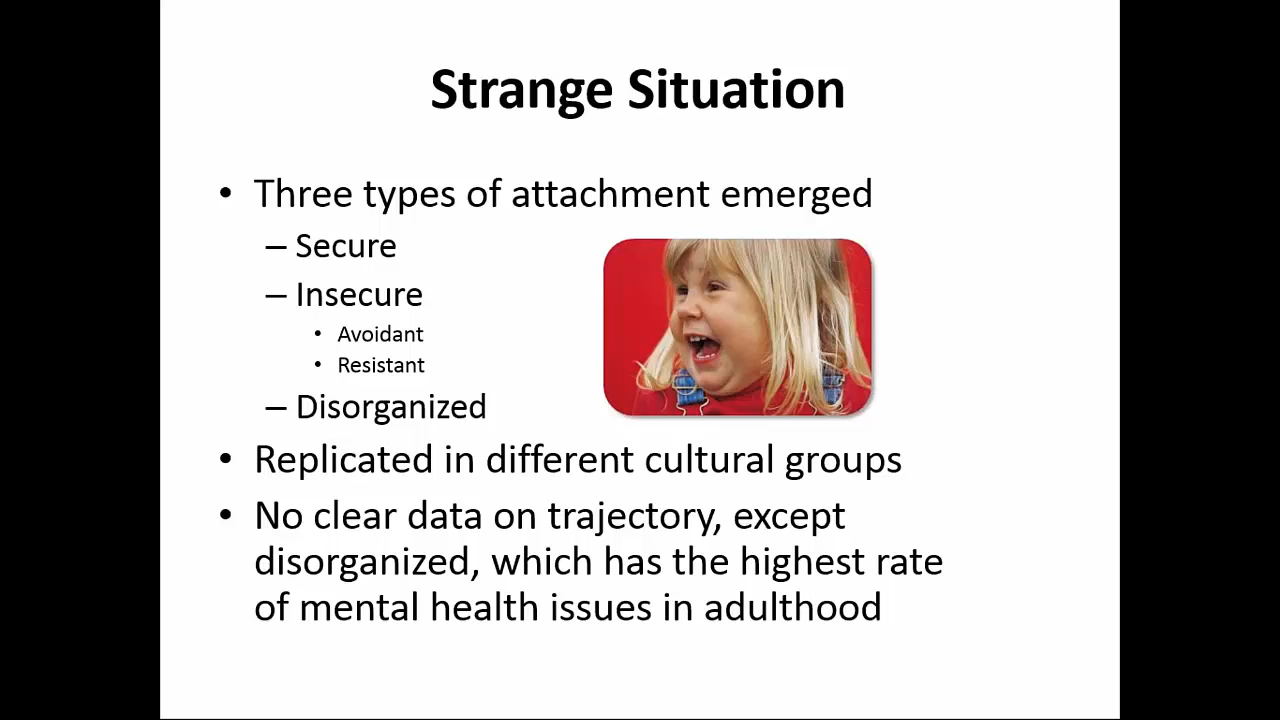 Strange Situation
• Three types of attachment emerged
– Secure
– Insecure
• Avoidant
• Resistant
– Disorganized
• Replicated in different cultural groups
• No clear data on trajectory, except
disorganized, which has the highest rate
of mental health issues in adulthood